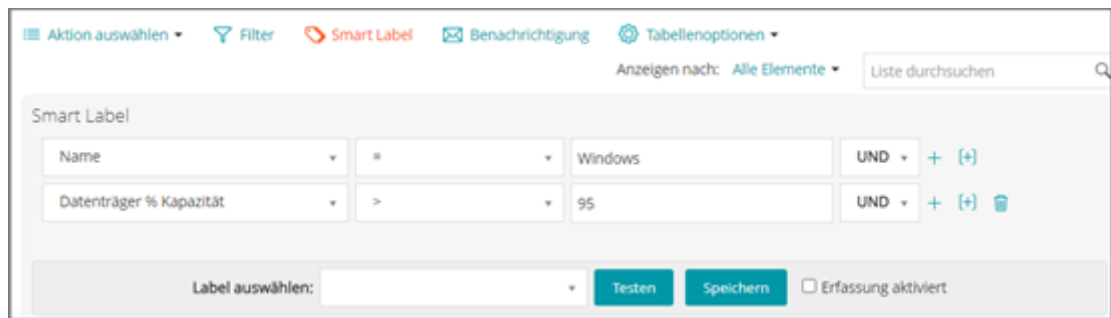 Aktion auswählen Filter Smart Label Benachrichtigung Tabellenoptionen
Anzeigen nach: Alle Elemente Liste durchsuchen
Smart Label
Name = Windows UND + [+]
Datenträger % Kapazität > 95 UND + [+]
Label auswählen: Testen Speichern Erfassung aktiviert